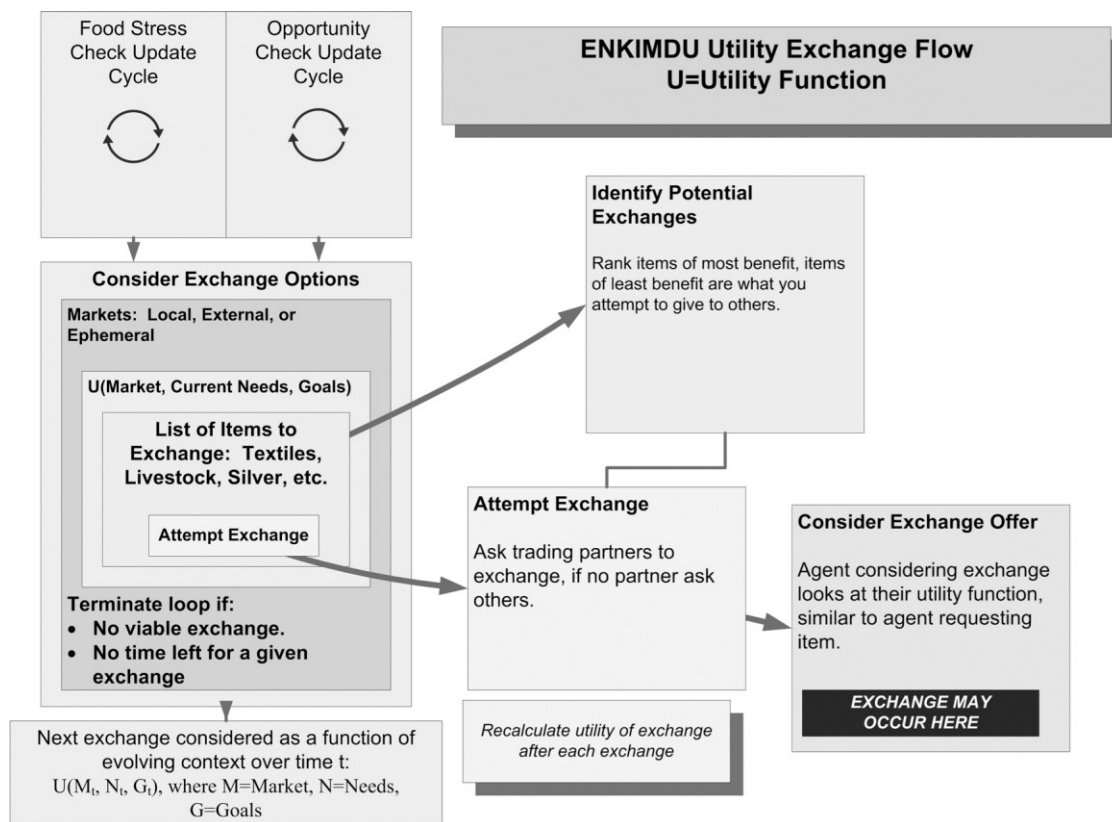 Food Stress
Check Update
Cycle
Opportunity
Check Update
Cycle
ENKIMDU Utility Exchange Flow
U=Utility Function
Identify Potential
Exchanges
Rank items of most benefit, items
of least benefit are what you
attempt to give to others.
Consider Exchange Options
Markets:  Local, External, or
Ephemeral
U(Market, Current Needs, Goals)
List of Items to
Exchange:  Textiles,
Livestock, Silver, etc.
Attempt Exchange
Terminate loop if:
• No viable exchange.
• No time left for a given
exchange
Attempt Exchange
Ask trading partners to
exchange, if no partner ask
others.
Consider Exchange Offer
Agent considering exchange
looks at their utility function,
similar to agent requesting
item.
EXCHANGE MAY
OCCUR HERE
Recalculate utility of exchange
after each exchange
Next exchange considered as a function of
evolving context over time t:
U(Mₜ, Nₜ, Gₜ), where M=Market, N=Needs,
G=Goals